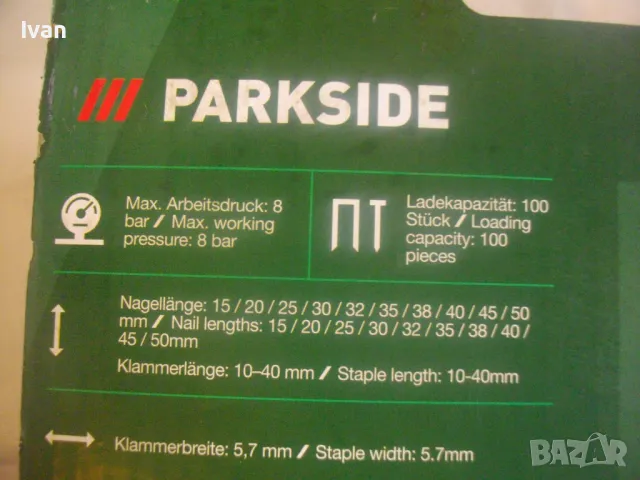 Ivan
PARKSIDE
Max. Arbeitsdruck: 8
bar / Max. working
pressure: 8 bar
Ladekapazität: 100
Stück / Loading
capacity: 100
pieces
Nagellänge: 15 / 20 / 25 / 30 / 32 / 35 / 38 / 40 / 45 / 50
mm / Nail lengths: 15 / 20 / 25 / 30 / 32 / 35 / 38 / 40 /
45 / 50mm
Klammerlänge: 10–40 mm / Staple length: 10-40mm
Klammerbreite: 5,7 mm / Staple width: 5.7mm
BAZAR